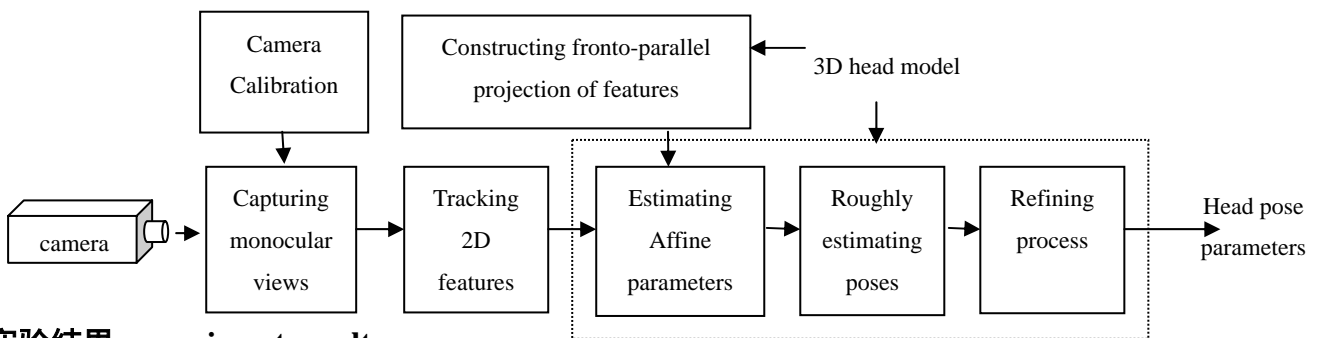 Camera
Calibration
Constructing fronto-parallel
projection of features
3D head model
camera
Capturing
monocular
views
Tracking
2D
features
Estimating
Affine
parameters
Roughly
estimating
poses
Refining
process
Head pose
parameters